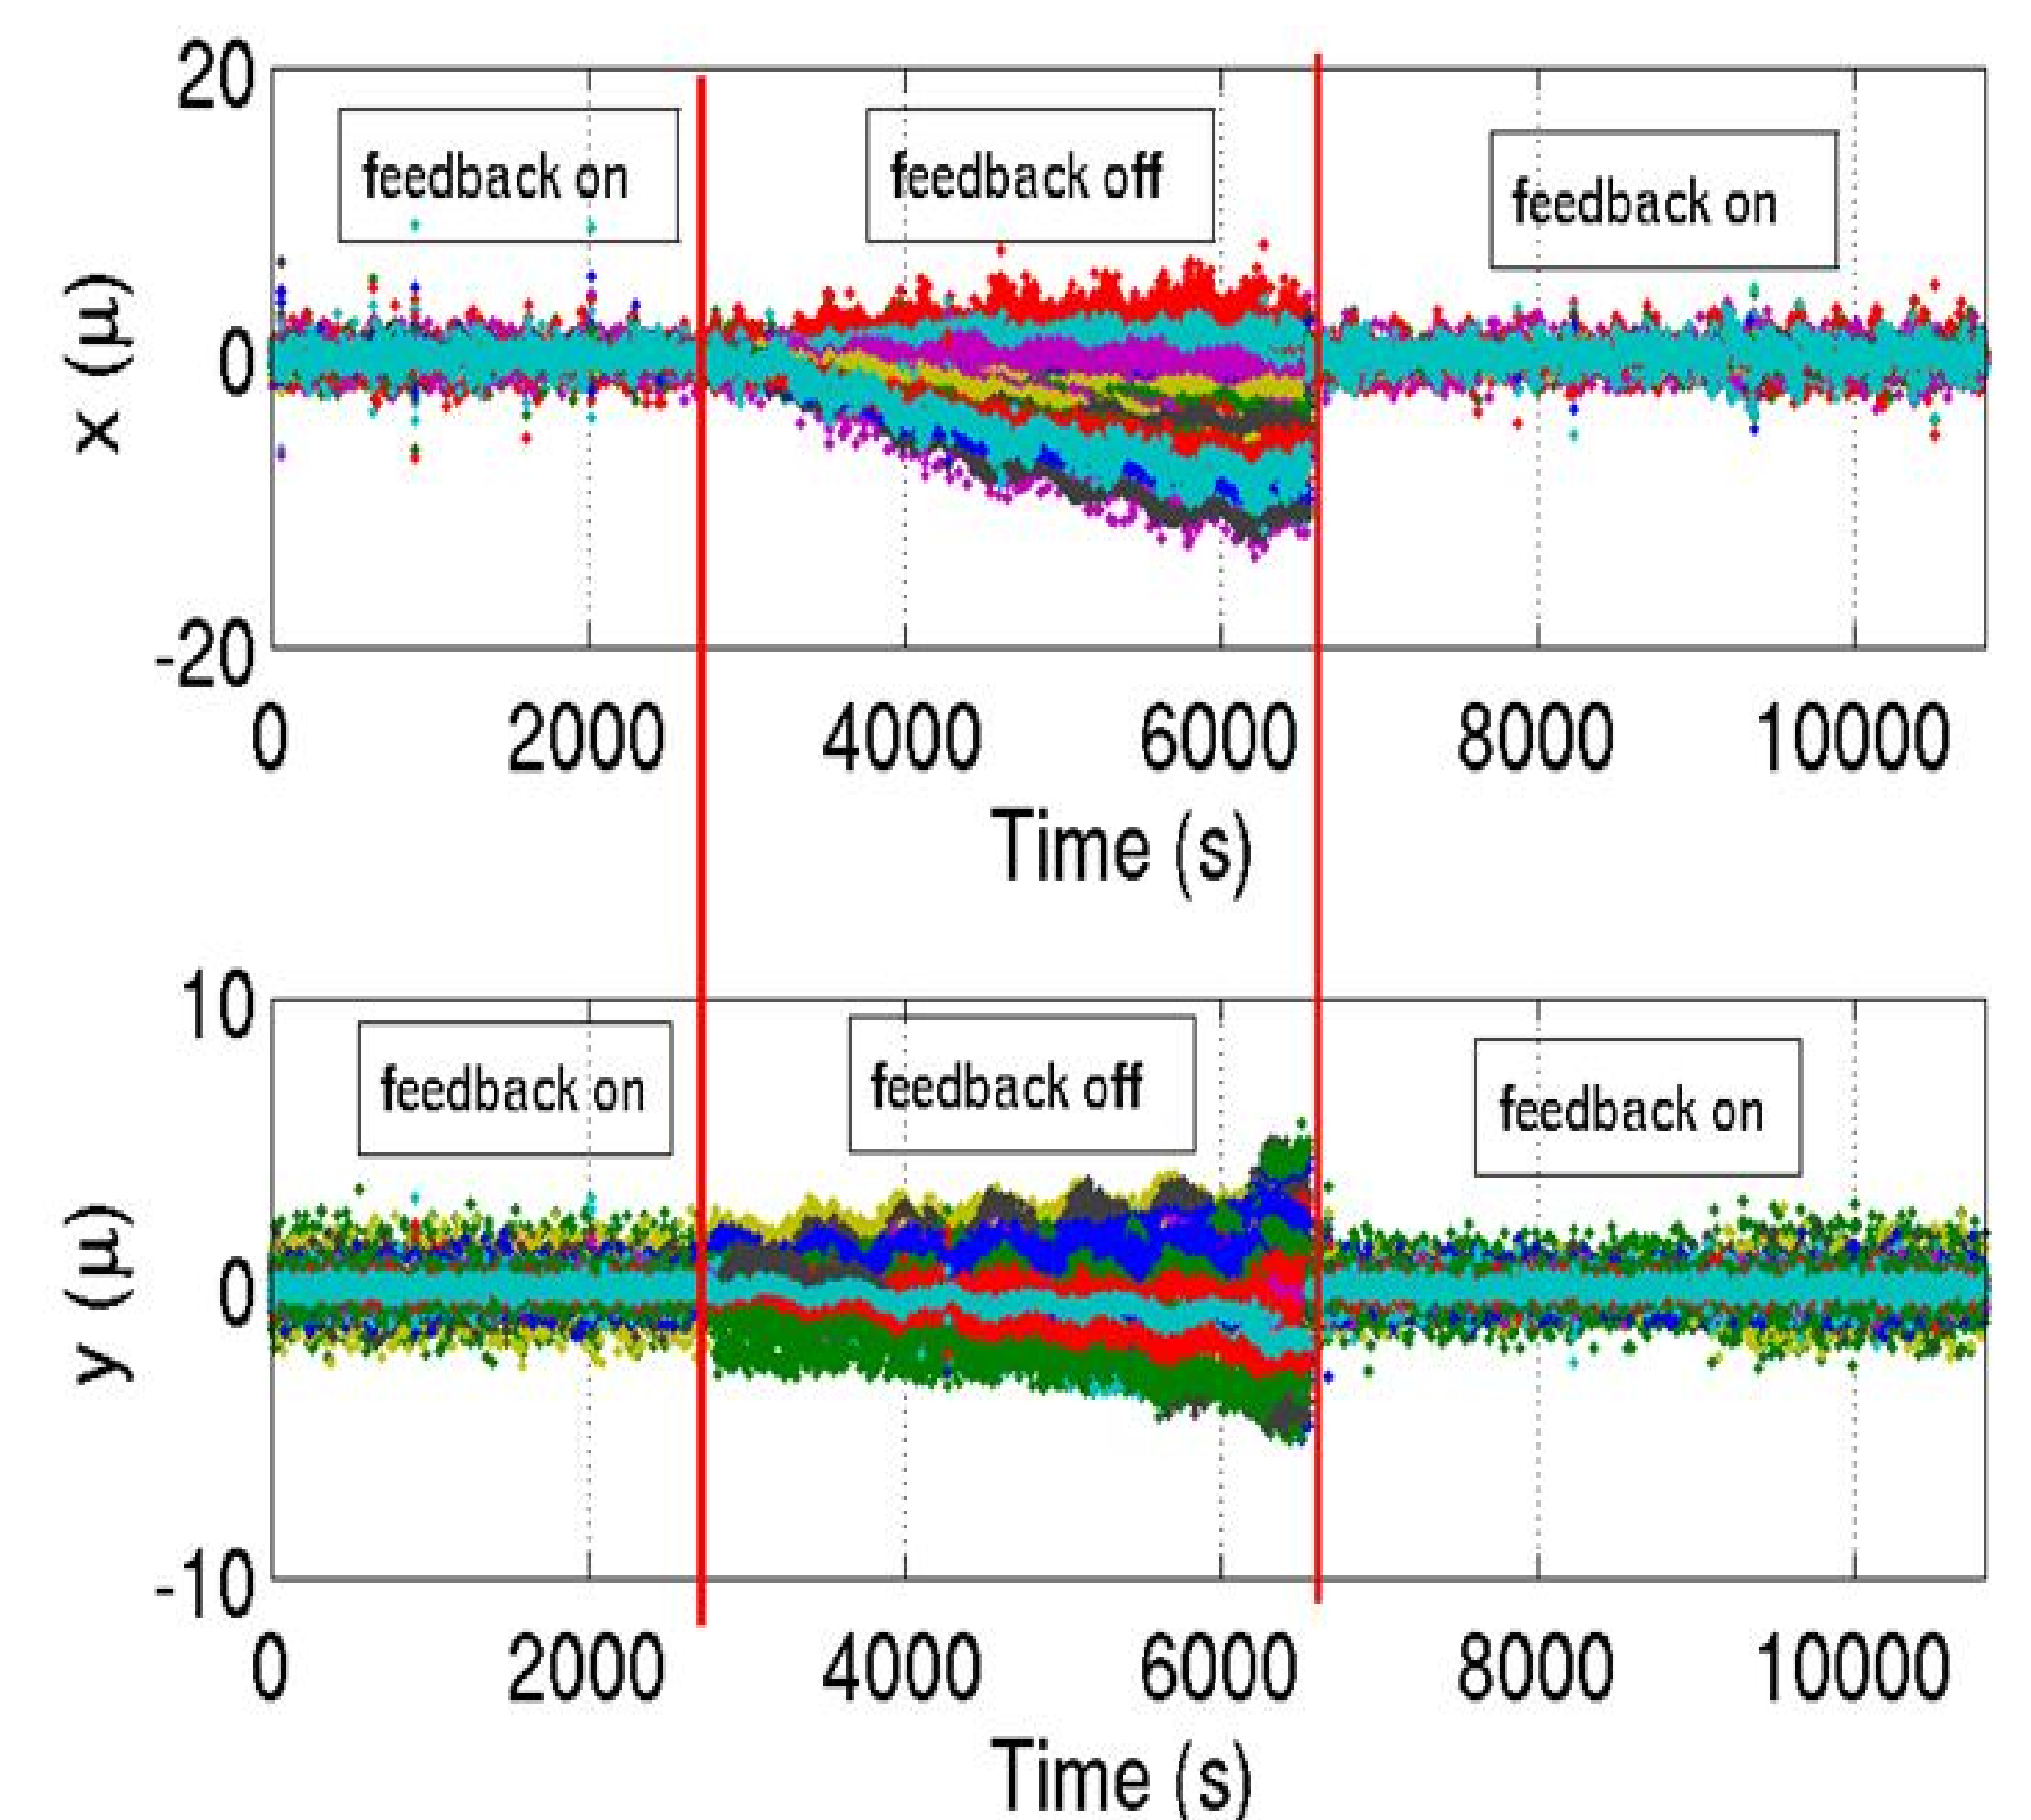 20
feedback on
feedback off
feedback on
x (μ)
0
-20
0 2000 4000 6000 8000 10000
Time (s)
10
feedback on
feedback off
feedback on
y (μ)
0
-10
0 2000 4000 6000 8000 10000
Time (s)